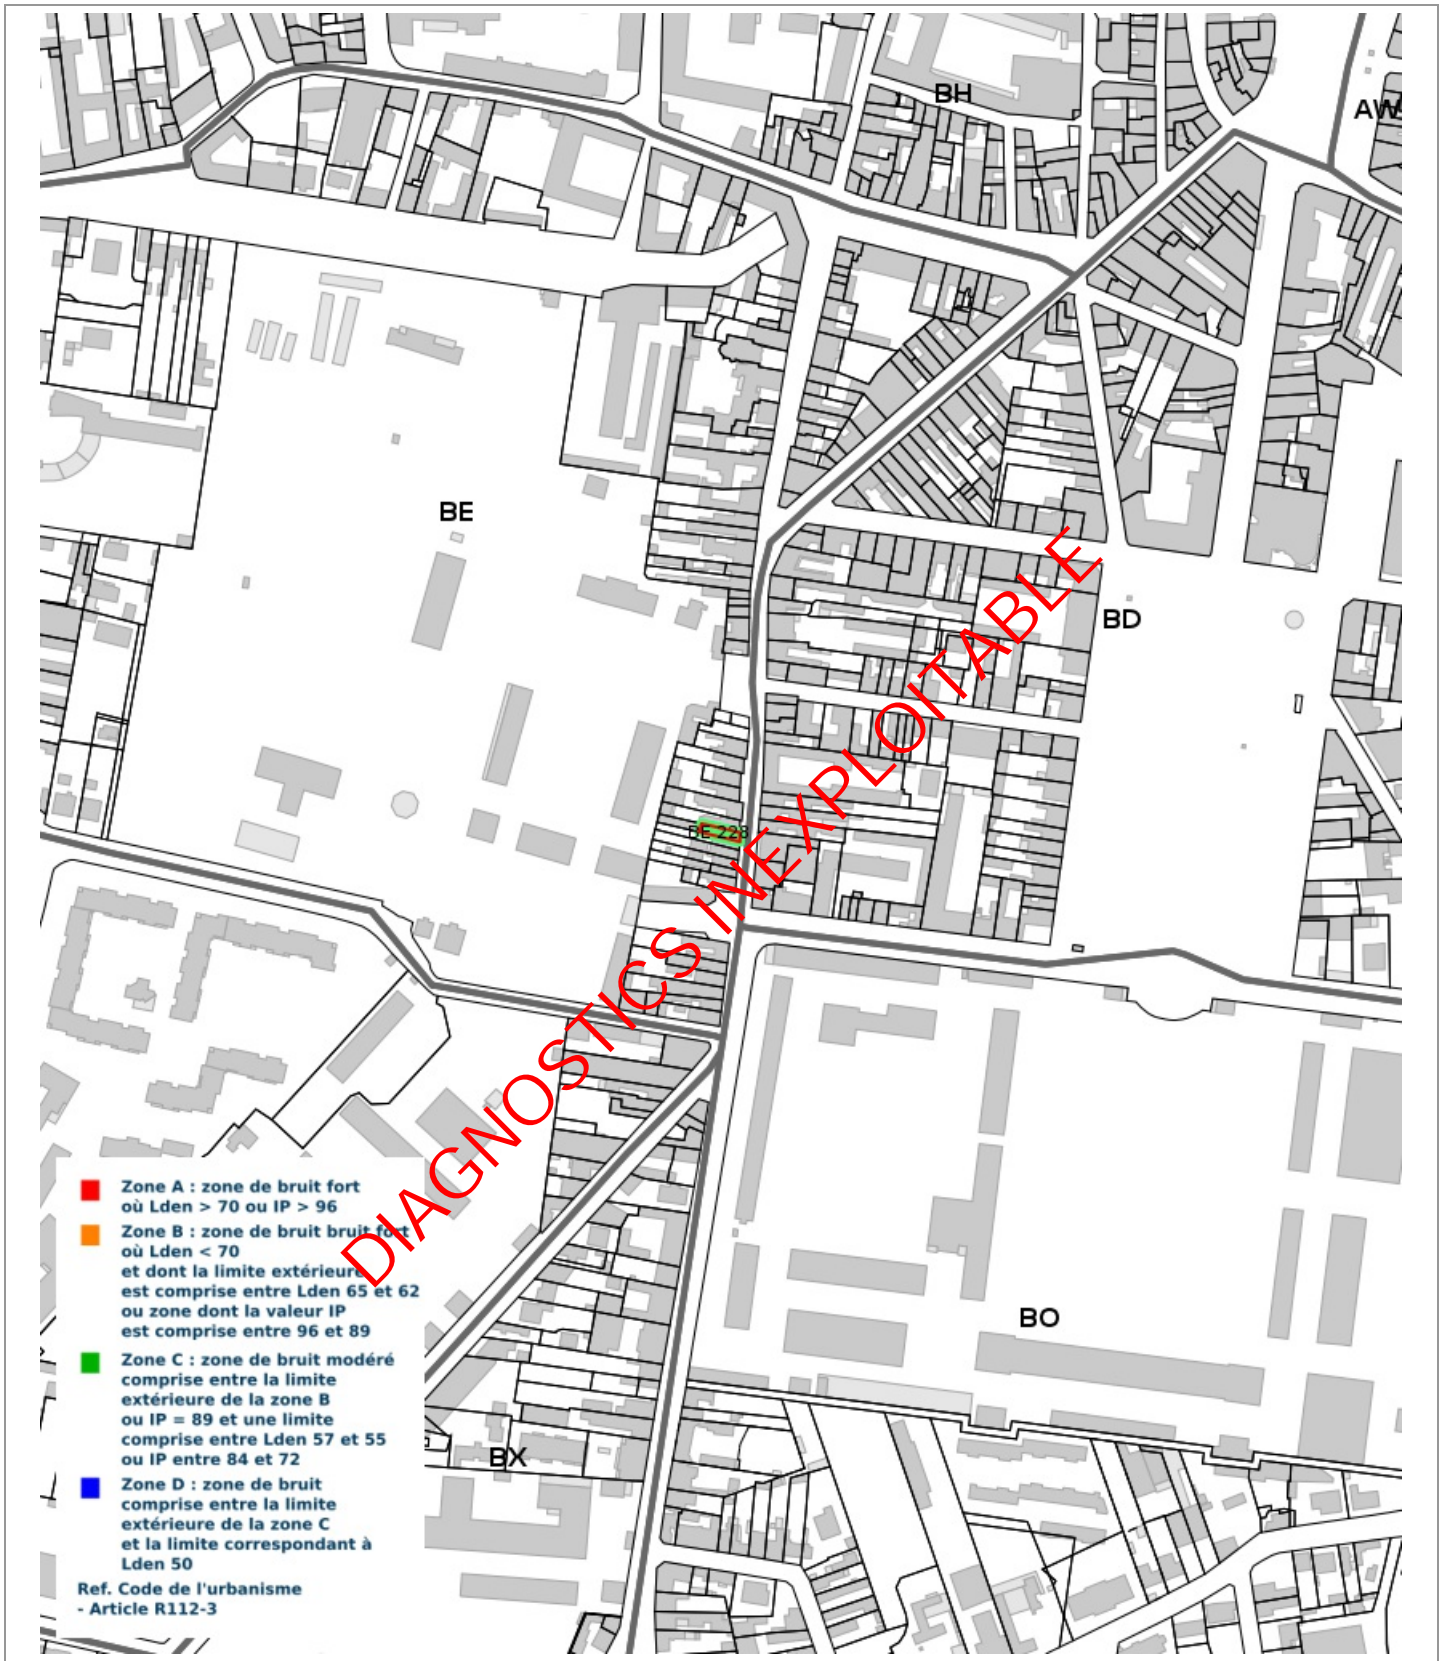 BH
AW
BE
BD
BE 228
DIAGNOSTICS INEXPLOITABLE
Zone A : zone de bruit fort
où Lden > 70 ou IP > 96
Zone B : zone de bruit bruit fort
où Lden < 70
et dont la limite extérieure
est comprise entre Lden 65 et 62
ou zone dont la valeur IP
est comprise entre 96 et 89
Zone C : zone de bruit modéré
comprise entre la limite
extérieure de la zone B
ou IP = 89 et une limite
comprise entre Lden 57 et 55
ou IP entre 84 et 72
Zone D : zone de bruit
comprise entre la limite
extérieure de la zone C
et la limite correspondant à
Lden 50
Ref. Code de l'urbanisme
- Article R112-3
BO
BX